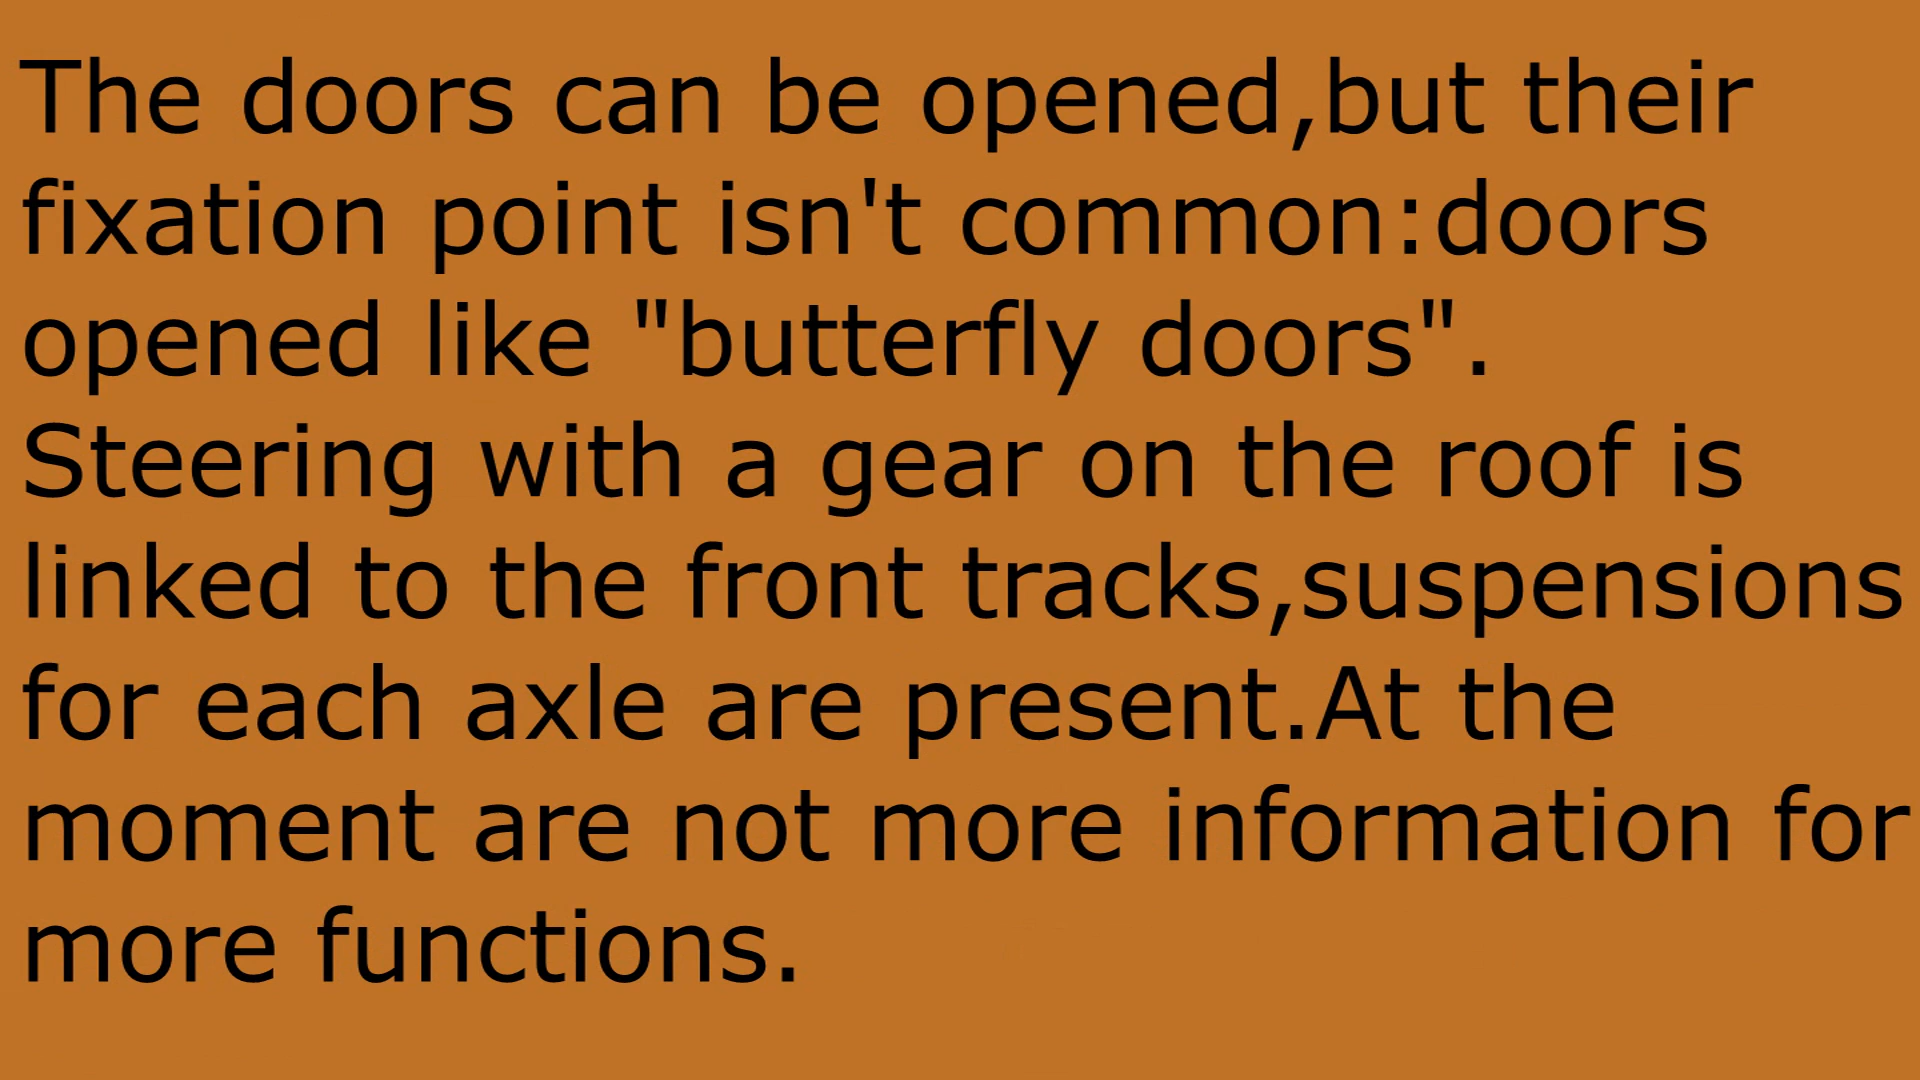 The doors can be opened,but their
fixation point isn't common:doors
opened like "butterfly doors".
Steering with a gear on the roof is
linked to the front tracks,suspensions
for each axle are present.At the
moment are not more information for
more functions.